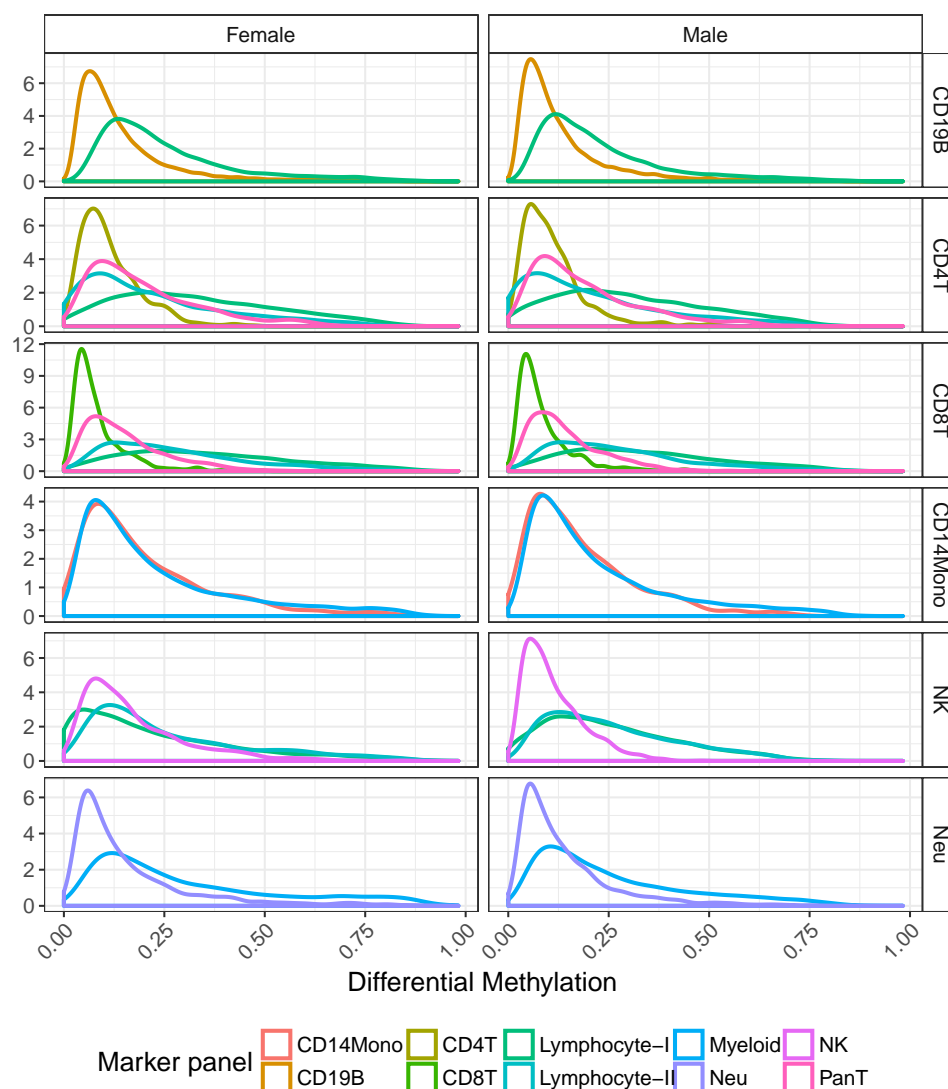 Female Male
6
4
2
0
CD19B
6
4
2
0
CD4T
12
9
6
3
0
CD8T
4
3
2
1
0
CD14Mono
6
4
2
0
NK
6
4
2
0
Neu
0.00 0.25 0.50 0.75 1.00 0.00 0.25 0.50 0.75 1.00
Differential Methylation
Marker panel
CD14Mono CD4T Lymphocyte−I Myeloid NK
CD19B CD8T Lymphocyte−II Neu PanT